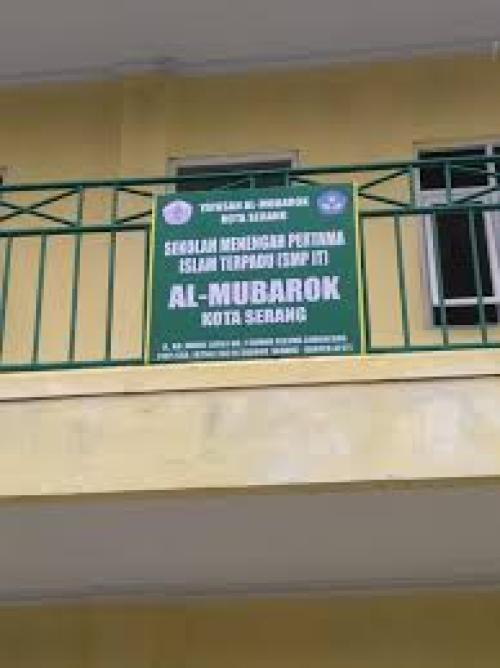 YAYASAN AL-MUBAROK
KOTA SERANG
SEKOLAH MENENGAH PERTAMA
ISLAM TERPADU (SMP IT)
AL-MUBAROK
KOTA SERANG